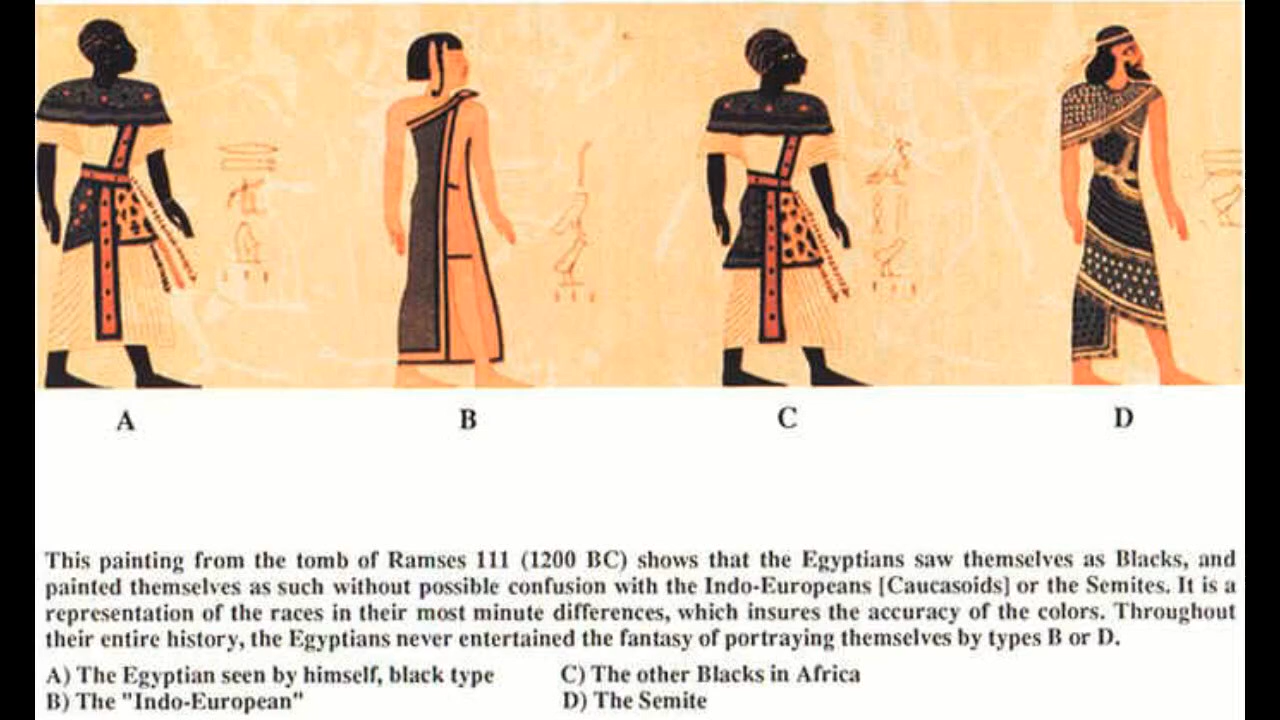 A B C D
This painting from the tomb of Ramses 111 (1200 BC) shows that the Egyptians saw themselves as Blacks, and
painted themselves as such without possible confusion with the Indo-Europeans [Caucasoids] or the Semites. It is a
representation of the races in their most minute differences, which insures the accuracy of the colors. Throughout
their entire history, the Egyptians never entertained the fantasy of portraying themselves by types B or D.
A) The Egyptian seen by himself, black type
B) The "Indo-European"
C) The other Blacks in Africa
D) The Semite